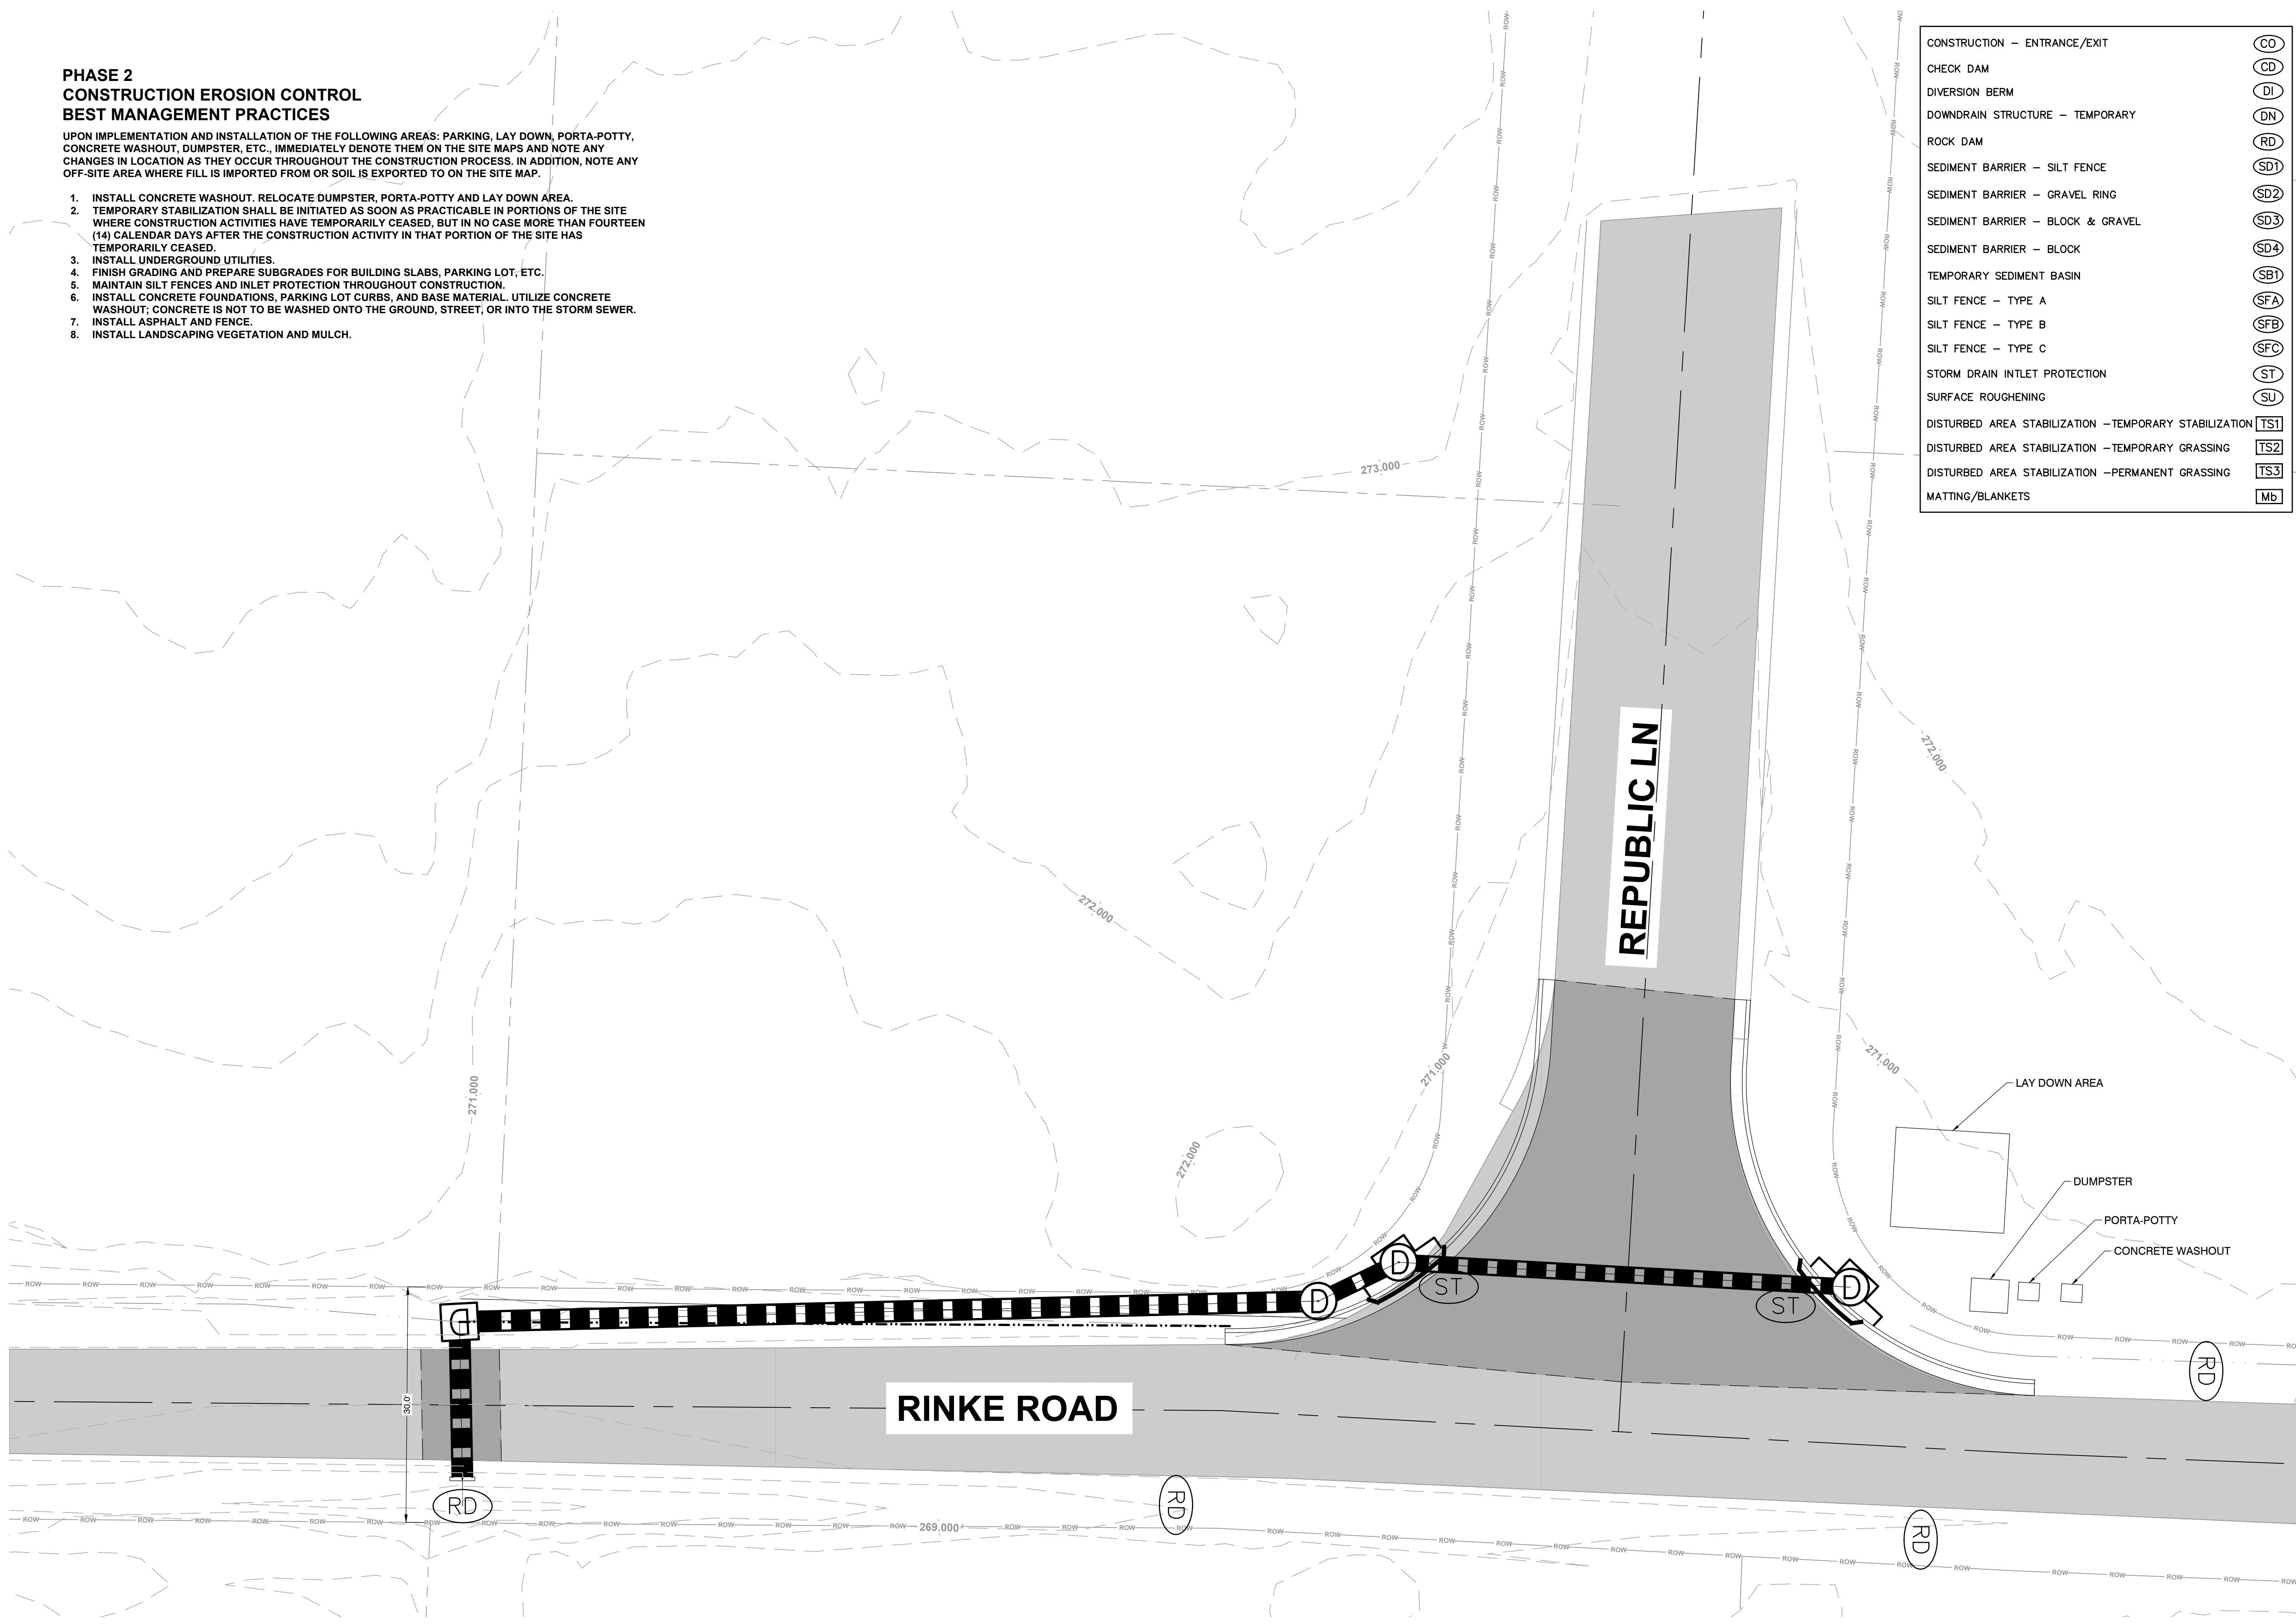 PHASE 2
CONSTRUCTION EROSION CONTROL
BEST MANAGEMENT PRACTICES
UPON IMPLEMENTATION AND INSTALLATION OF THE FOLLOWING AREAS: PARKING, LAY DOWN, PORTA-POTTY,
CONCRETE WASHOUT, DUMPSTER, ETC., IMMEDIATELY DENOTE THEM ON THE SITE MAPS AND NOTE ANY
CHANGES IN LOCATION AS THEY OCCUR THROUGHOUT THE CONSTRUCTION PROCESS. IN ADDITION, NOTE ANY
OFF-SITE AREA WHERE FILL IS IMPORTED FROM OR SOIL IS EXPORTED TO ON THE SITE MAP.
1. INSTALL CONCRETE WASHOUT. RELOCATE DUMPSTER, PORTA-POTTY AND LAY DOWN AREA.
2. TEMPORARY STABILIZATION SHALL BE INITIATED AS SOON AS PRACTICABLE IN PORTIONS OF THE SITE
WHERE CONSTRUCTION ACTIVITIES HAVE TEMPORARILY CEASED, BUT IN NO CASE MORE THAN FOURTEEN
(14) CALENDAR DAYS AFTER THE CONSTRUCTION ACTIVITY IN THAT PORTION OF THE SITE HAS
TEMPORARILY CEASED.
3. INSTALL UNDERGROUND UTILITIES.
4. FINISH GRADING AND PREPARE SUBGRADES FOR BUILDING SLABS, PARKING LOT, ETC.
5. MAINTAIN SILT FENCES AND INLET PROTECTION THROUGHOUT CONSTRUCTION.
6. INSTALL CONCRETE FOUNDATIONS, PARKING LOT CURBS, AND BASE MATERIAL. UTILIZE CONCRETE
WASHOUT; CONCRETE IS NOT TO BE WASHED ONTO THE GROUND, STREET, OR INTO THE STORM SEWER.
7. INSTALL ASPHALT AND FENCE.
8. INSTALL LANDSCAPING VEGETATION AND MULCH.
CONSTRUCTION – ENTRANCE/EXIT CO
CHECK DAM CD
DIVERSION BERM DI
DOWNDRAIN STRUCTURE – TEMPORARY DN
ROCK DAM RD
SEDIMENT BARRIER – SILT FENCE SD1
SEDIMENT BARRIER – GRAVEL RING SD2
SEDIMENT BARRIER – BLOCK & GRAVEL SD3
SEDIMENT BARRIER – BLOCK SD4
TEMPORARY SEDIMENT BASIN SB1
SILT FENCE – TYPE A SFA
SILT FENCE – TYPE B SFB
SILT FENCE – TYPE C SFC
STORM DRAIN INTLET PROTECTION ST
SURFACE ROUGHENING SU
DISTURBED AREA STABILIZATION –TEMPORARY STABILIZATION TS1
DISTURBED AREA STABILIZATION –TEMPORARY GRASSING TS2
DISTURBED AREA STABILIZATION –PERMANENT GRASSING TS3
MATTING/BLANKETS Mb
273.000
272.000
REPUBLIC LN
272.000
271.000
271.000
271.000
272.000
LAY DOWN AREA
DUMPSTER
PORTA-POTTY
CONCRETE WASHOUT
ROW
D
D
D
D
ST
ST
RD
30.0'
RINKE ROAD
RD
RD
RD
269.000
ROW